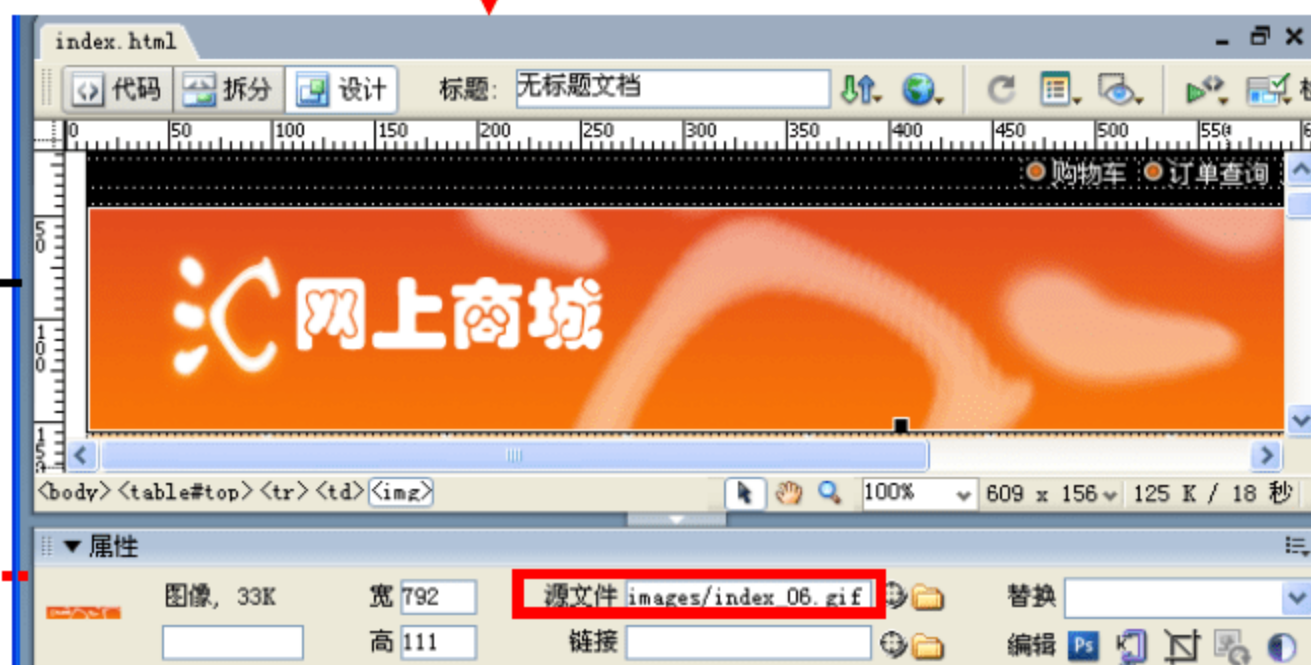 index.html
代码 拆分 设计 标题: 无标题文档
0 50 100 150 200 250 300 350 400 450 500 550
购物车 订单查询
50
100
网上商城
<body> <table#top> <tr> <td> <img> 100% 609 x 156 125 K / 18 秒
属性
图像, 33K 宽 792 源文件 images/index_06.gif 替换
高 111 链接 编辑 Ps